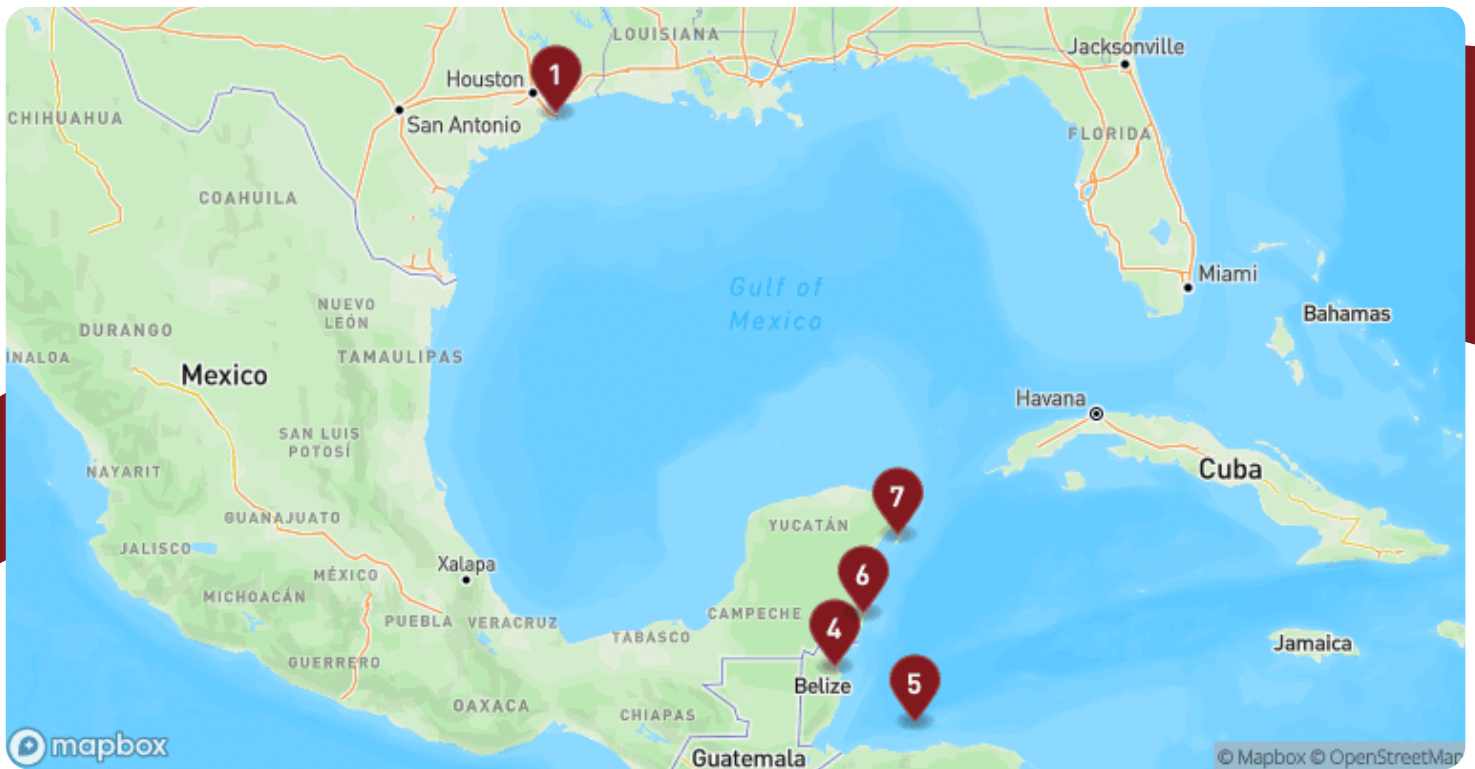 LOUISIANA
Jacksonville
Houston
1
CHIHUAHUA
San Antonio
FLORIDA
COAHUILA
Miami
Gulf of
Mexico
NUEVO
LEÓN
Bahamas
DURANGO
INALOA
TAMAULIPAS
Mexico
Havana
SAN LUIS
POTOSÍ
NAYARIT
Cuba
7
GUANAJUATO
YUCATÁN
JALISCO
Xalapa
MÉXICO
6
MICHOACÁN
PUEBLA
VERACRUZ
CAMPECHE
4
TABASCO
Jamaica
GUERRERO
Belize
5
OAXACA
CHIAPAS
mapbox
Guatemala
© Mapbox © OpenStreetMap